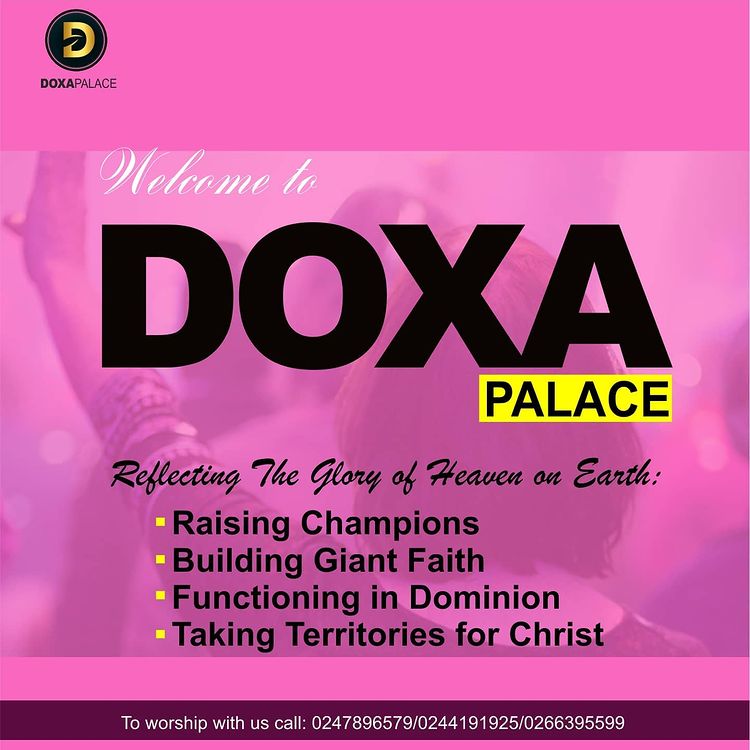 D
DOXAPALACE
Welcome to
DOXA
PALACE
Reflecting The Glory of Heaven on Earth:
Raising Champions
Building Giant Faith
Functioning in Dominion
Taking Territories for Christ
To worship with us call: 0247896579/0244191925/0266395599